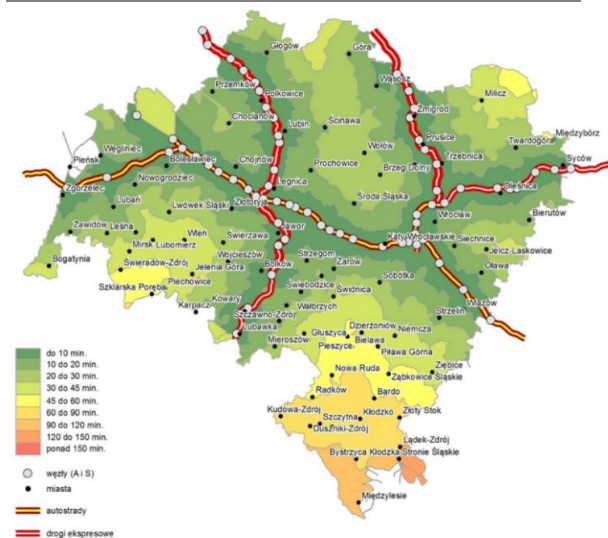 Głogów
Góra
Wąsosz
Przemków
Polkowice
Milicz
Żmigród
Chocianów
Lubin
Ścinawa
Prusice
Międzybórz
Twardogóra
Węgliniec
Pieńsk
Bolesławiec
Chojnów
Prochowice
Wołów
Brzeg Dolny
Trzebnica
Syców
Zgorzelec
Nowogrodziec
Legnica
Oleśnica
Lubań
Złotoryja
Środa Śląska
Lwówek Śląski
Wrocław
Bierutów
Zawidów
Leśna
Świerzawa
Jawor
Kąty Wrocławskie
Siechnice
Jelcz-Laskowice
Mirsk
Lubomierz
Wleń
Wojcieszów
Strzegom
Bogatynia
Świeradów-Zdrój
Jelenia Góra
Bolków
Żarów
Sobótka
Oława
Piechowice
Szklarska Poręba
Świebodzice
Świdnica
Wiązów
Kowary
Karpacz
Wałbrzych
Szczawno-Zdrój
Strzelin
Lubawka
Głuszyca
Dzierżoniów
Niemcza
Mieroszów
Pieszyce
Bielawa
Piława Górna
Ziębice
Nowa Ruda
Ząbkowice Śląskie
Radków
Bardo
Kudowa-Zdrój
Szczytna
Kłodzko
Złoty Stok
Duszniki-Zdrój
Lądek-Zdrój
Bystrzyca Kłodzka
Stronie Śląskie
Międzylesie
do 10 min.
10 do 20 min.
20 do 30 min.
30 do 45 min.
45 do 60 min.
60 do 90 min.
90 do 120 min.
120 do 150 min.
ponad 150 min.
węzły (A i S)
miasta
autostrady
drogi ekspresowe